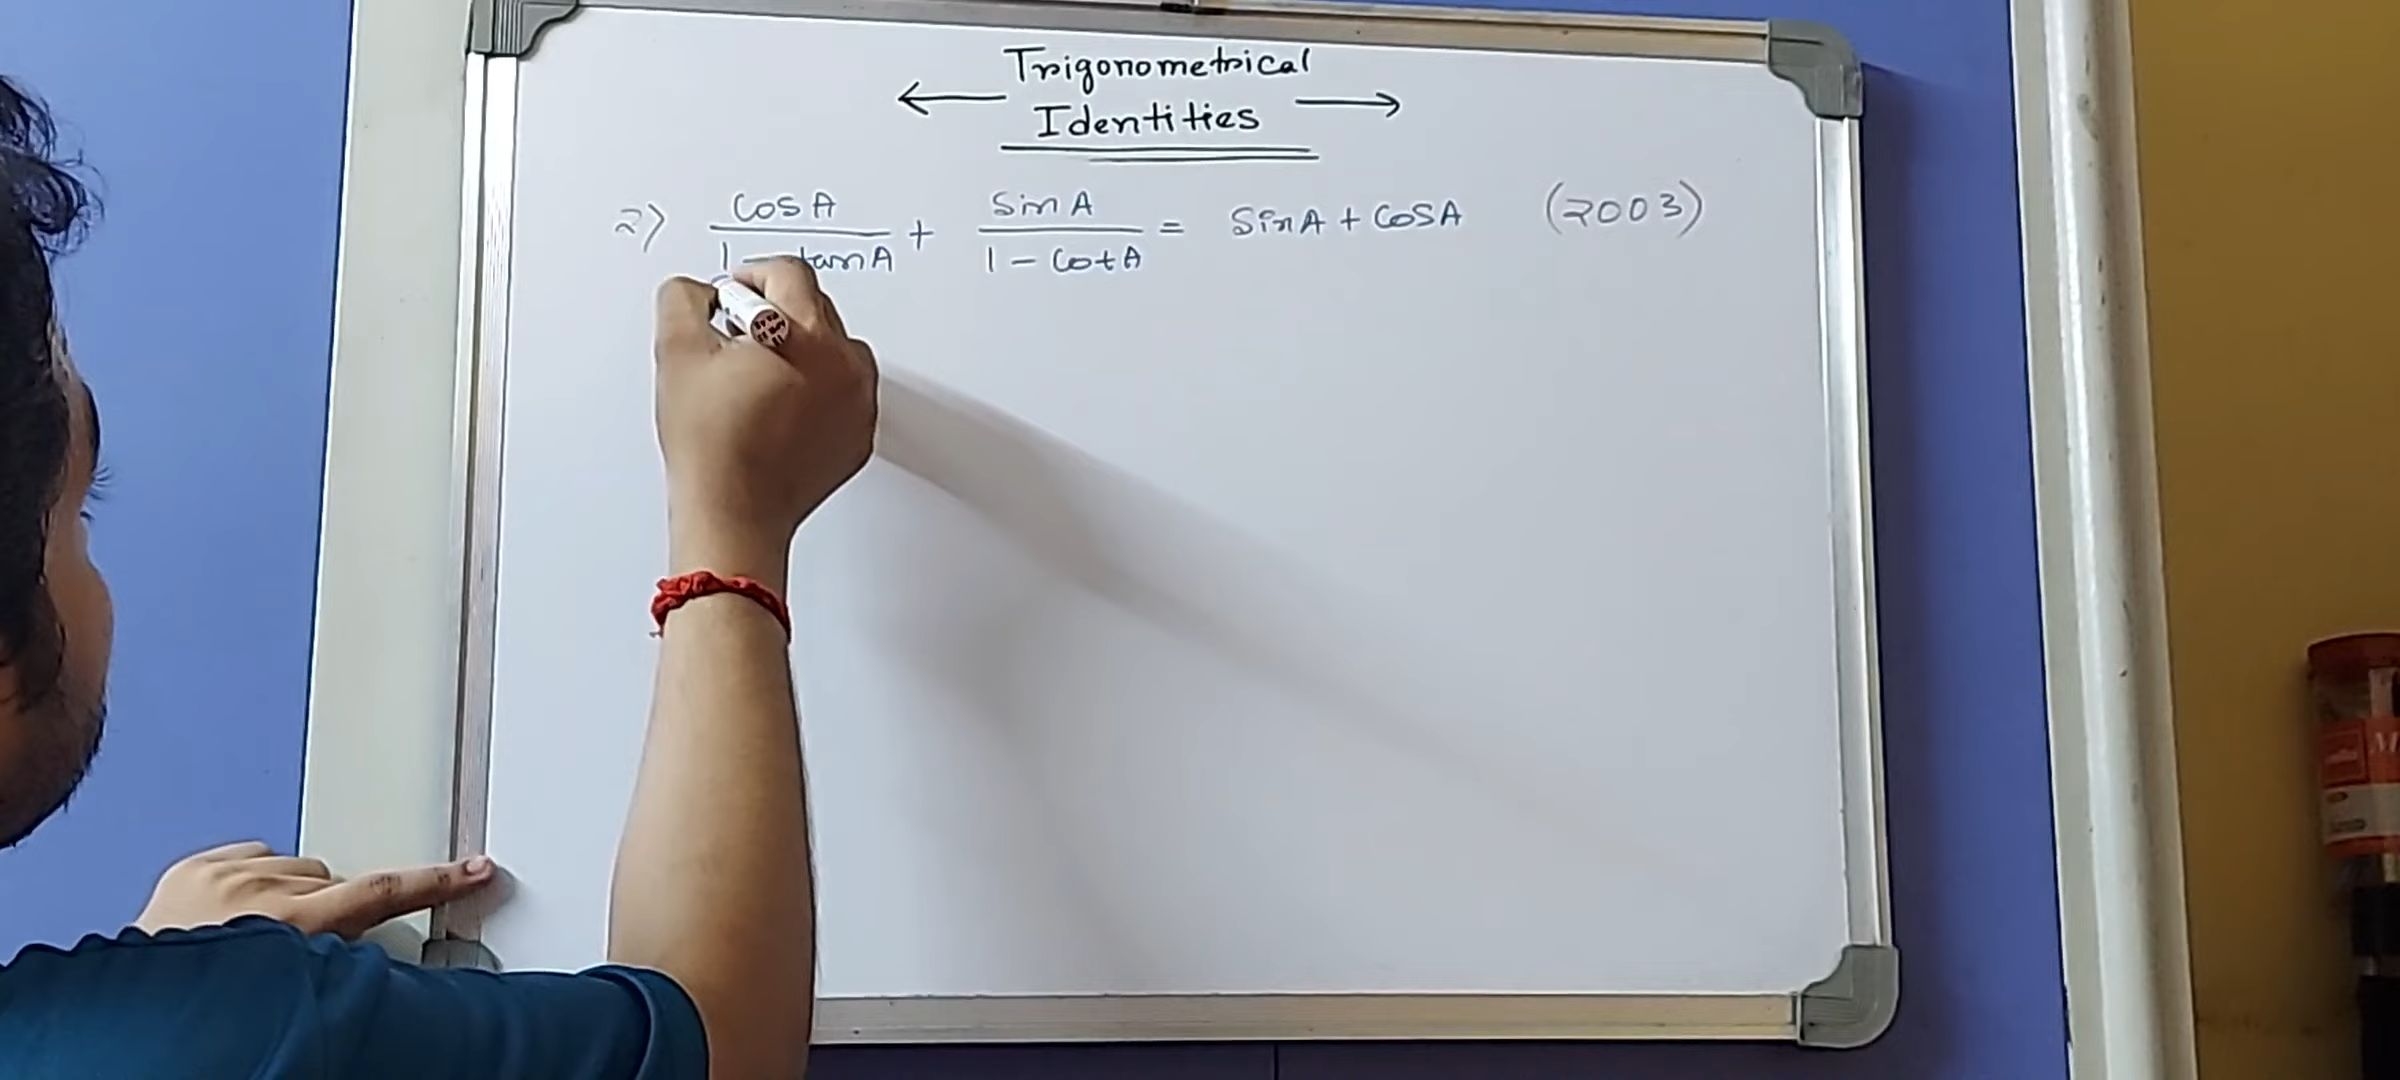 Trigonometrical
← Identities →
2) cosA/(1 - tanA) + sinA/(1 - cotA) = sinA + cosA (2003)